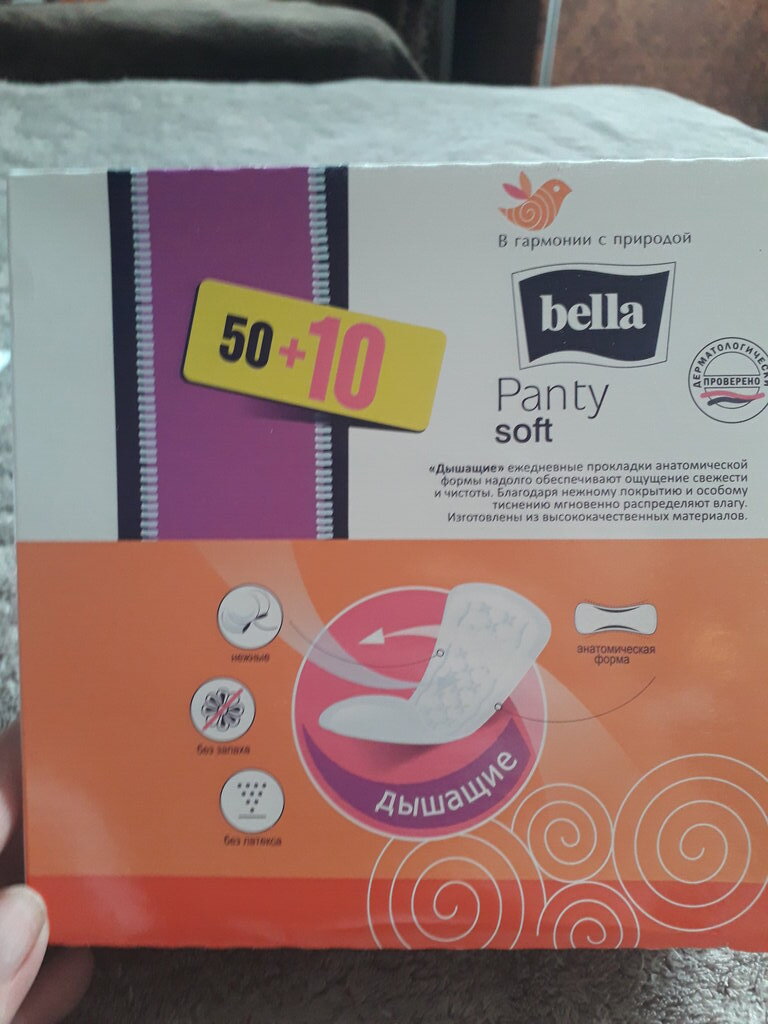 В гармонии с природой
bella
50+10
ПРОВЕРЕНО
Panty
soft
«Дышащие» ежедневные прокладки анатомической
формы надолго обеспечивают ощущение свежести
и чистоты. Благодаря нежному покрытию и особому
тиснению мгновенно распределяют влагу.
Изготовлены из высококачественных материалов.
нежные
анатомическая
форма
без запаха
дышащие
без латекса